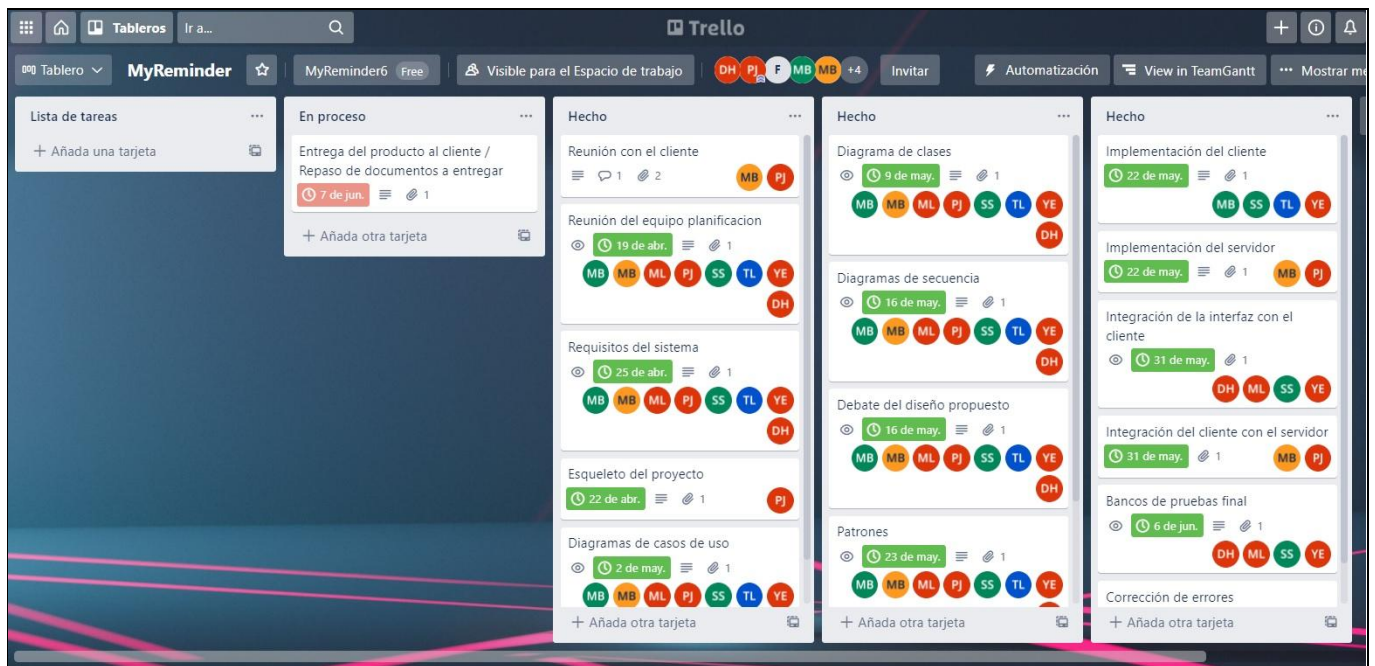 Tableros
Ir a...
Trello
Tablero
MyReminder
MyReminder6 Free
Visible para el Espacio de trabajo
DH PJ F MB MB +4
Invitar
Automatización
View in TeamGantt
Mostrar me
Lista de tareas
Añada una tarjeta
En proceso
Entrega del producto al cliente /
Repaso de documentos a entregar
7 de jun. 1
Añada otra tarjeta
Hecho
Reunión con el cliente
1 2 MB PJ
Reunión del equipo planificacion
19 de abr. 1
MB MB ML PJ SS TL YE
DH
Requisitos del sistema
25 de abr. 1
MB MB ML PJ SS TL YE
DH
Esqueleto del proyecto
22 de abr. 1 PJ
Diagramas de casos de uso
2 de may. 1
MB MB ML PJ SS TL YE
Añada otra tarjeta
Hecho
Diagrama de clases
9 de may. 1
MB MB ML PJ SS TL YE
DH
Diagramas de secuencia
16 de may. 1
MB MB ML PJ SS TL YE
DH
Debate del diseño propuesto
16 de may. 1
MB MB ML PJ SS TL YE
DH
Patrones
23 de may. 1
MB MB ML PJ SS TL YE
Añada otra tarjeta
Hecho
Implementación del cliente
22 de may. 1
MB SS TL YE
Implementación del servidor
22 de may. 1 MB PJ
Integración de la interfaz con el
cliente
31 de may. 1
DH ML SS YE
Integración del cliente con el servidor
31 de may. 1 MB PJ
Bancos de pruebas final
6 de jun. 1
DH ML SS YE
Corrección de errores
Añada otra tarjeta